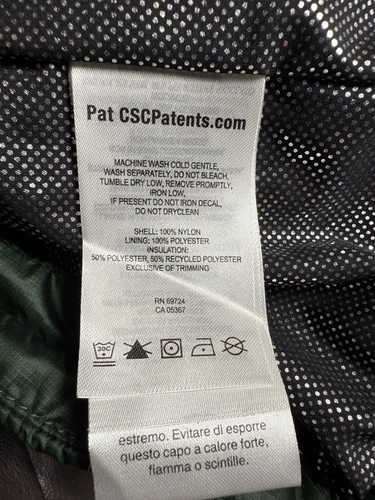 Pat CSCPatents.com
MACHINE WASH COLD GENTLE,
WASH SEPARATELY, DO NOT BLEACH,
TUMBLE DRY LOW, REMOVE PROMPTLY,
IRON LOW,
IF PRESENT DO NOT IRON DECAL,
DO NOT DRYCLEAN
SHELL: 100% NYLON
LINING: 100% POLYESTER
INSULATION:
50% POLYESTER, 50% RECYCLED POLYESTER
EXCLUSIVE OF TRIMMING
RN 69724
CA 05367
30C
estremo. Evitare di esporre
questo capo a calore forte,
fiamma o scintille.